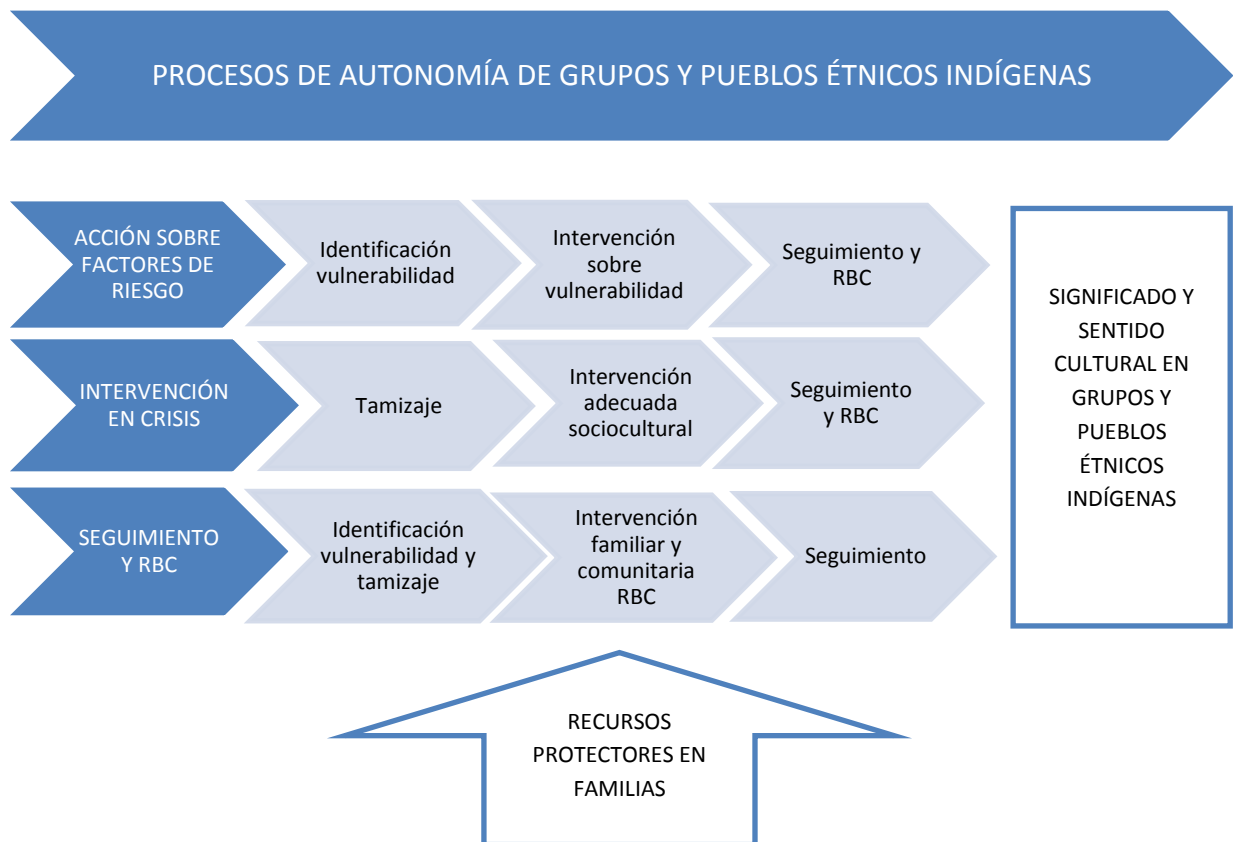 PROCESOS DE AUTONOMÍA DE GRUPOS Y PUEBLOS ÉTNICOS INDÍGENAS
ACCIÓN SOBRE
FACTORES DE
RIESGO
Identificación
vulnerabilidad
Intervención
sobre
vulnerabilidad
Seguimiento y
RBC
INTERVENCIÓN
EN CRISIS
Tamizaje
Intervención
adecuada
sociocultural
Seguimiento
y RBC
SEGUIMIENTO
Y RBC
Identificación
vulnerabilidad y
tamizaje
Intervención
familiar y
comunitaria
RBC
Seguimiento
SIGNIFICADO Y
SENTIDO
CULTURAL EN
GRUPOS Y
PUEBLOS
ÉTNICOS
INDÍGENAS
RECURSOS
PROTECTORES EN
FAMILIAS